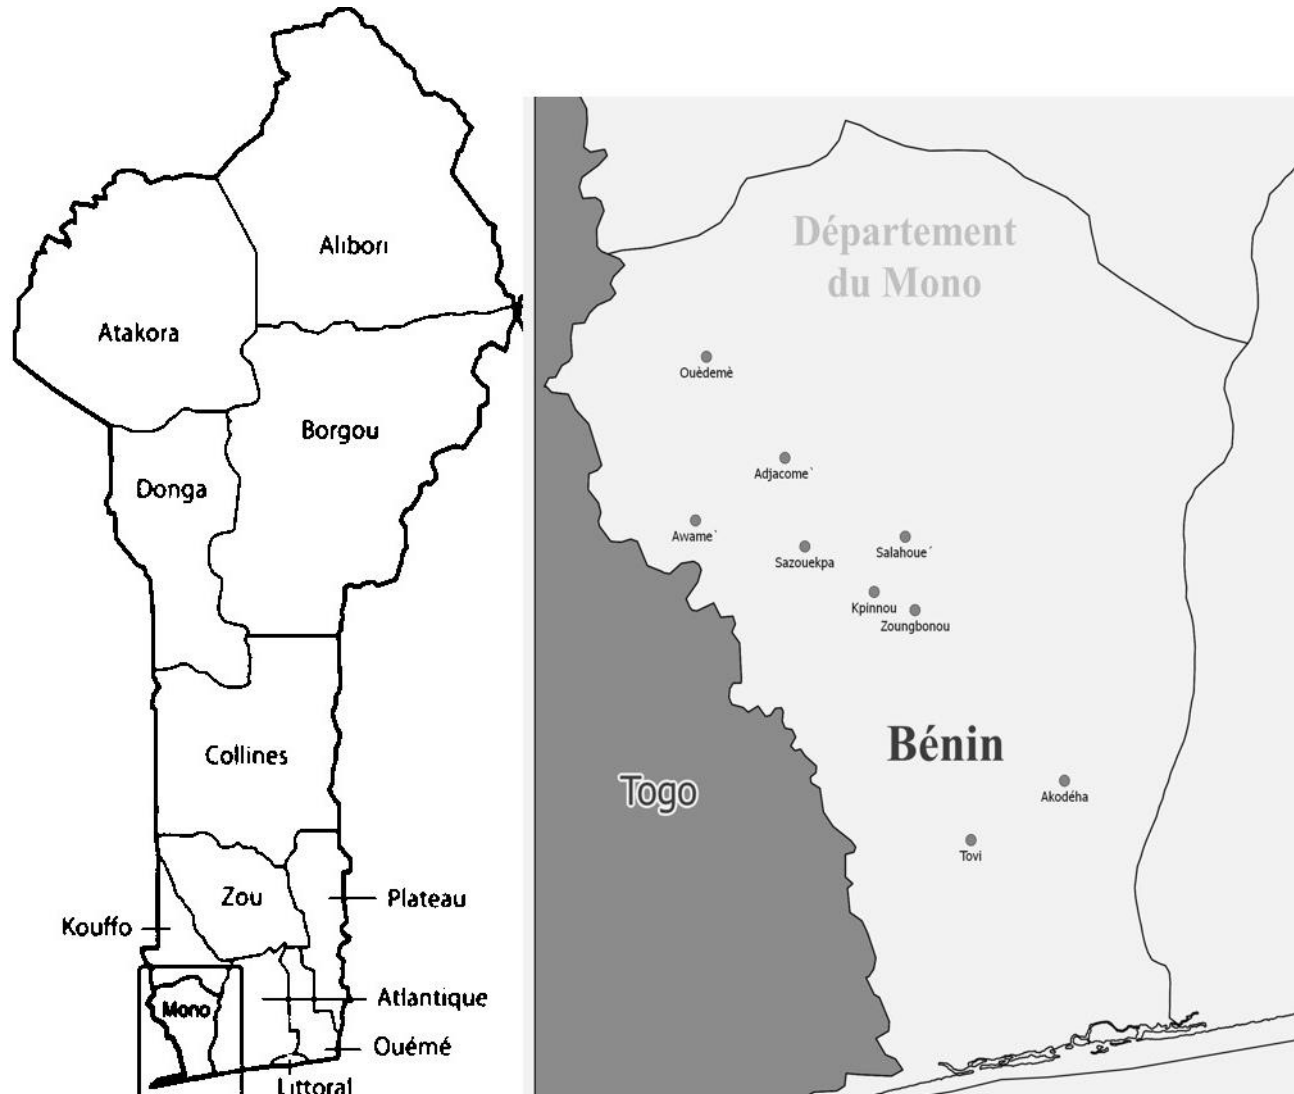 Alibori
Atakora
Borgou
Donga
Collines
Zou
Plateau
Kouffo
Mono
Atlantique
Ouémé
Littoral
Département
du Mono
Ouèdemè
Adjacome`
Awame`
Sazouekpa
Salahoue´
Kpinnou
Zoungbonou
Bénin
Togo
Akodéha
Tovi